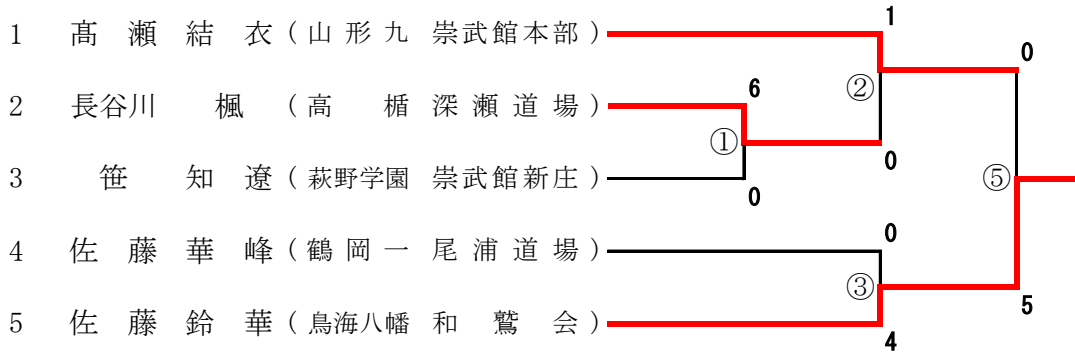 1 髙瀬結衣（山形九 崇武館本部）
1
0
2 長谷川 楓（高楯 深瀬道場）
6
②
①
3 笹 知遼（萩野学園 崇武館新庄）
0
0
⑤
4 佐藤華峰（鶴岡一 尾浦道場）
0
③
5 佐藤鈴華（鳥海八幡 和鷲会）
4
5